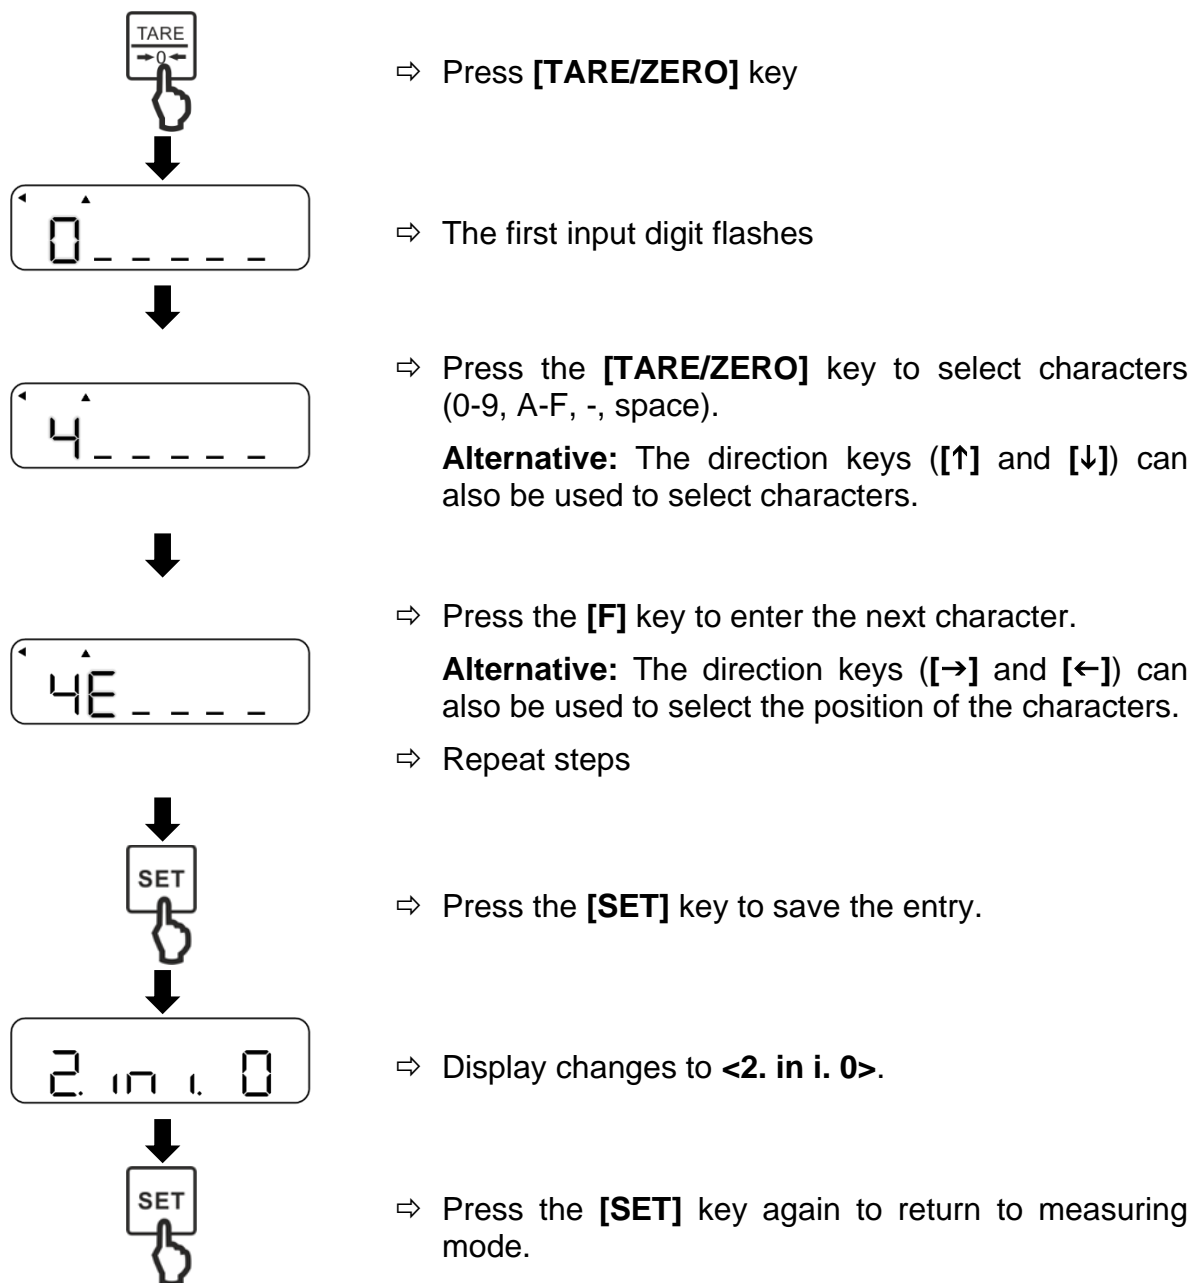 TARE
→0←
⇨ Press [TARE/ZERO] key
0_ _ _ _ _
⇨ The first input digit flashes
⇨ Press the [TARE/ZERO] key to select characters
(0-9, A-F, -, space).
4_ _ _ _ _
Alternative: The direction keys ([↑] and [↓]) can
also be used to select characters.
⇨ Press the [F] key to enter the next character.
4E_ _ _ _
Alternative: The direction keys ([→] and [←]) can
also be used to select the position of the characters.
⇨ Repeat steps
SET
⇨ Press the [SET] key to save the entry.
2. in i. 0
⇨ Display changes to <2. in i. 0>.
SET
⇨ Press the [SET] key again to return to measuring
mode.